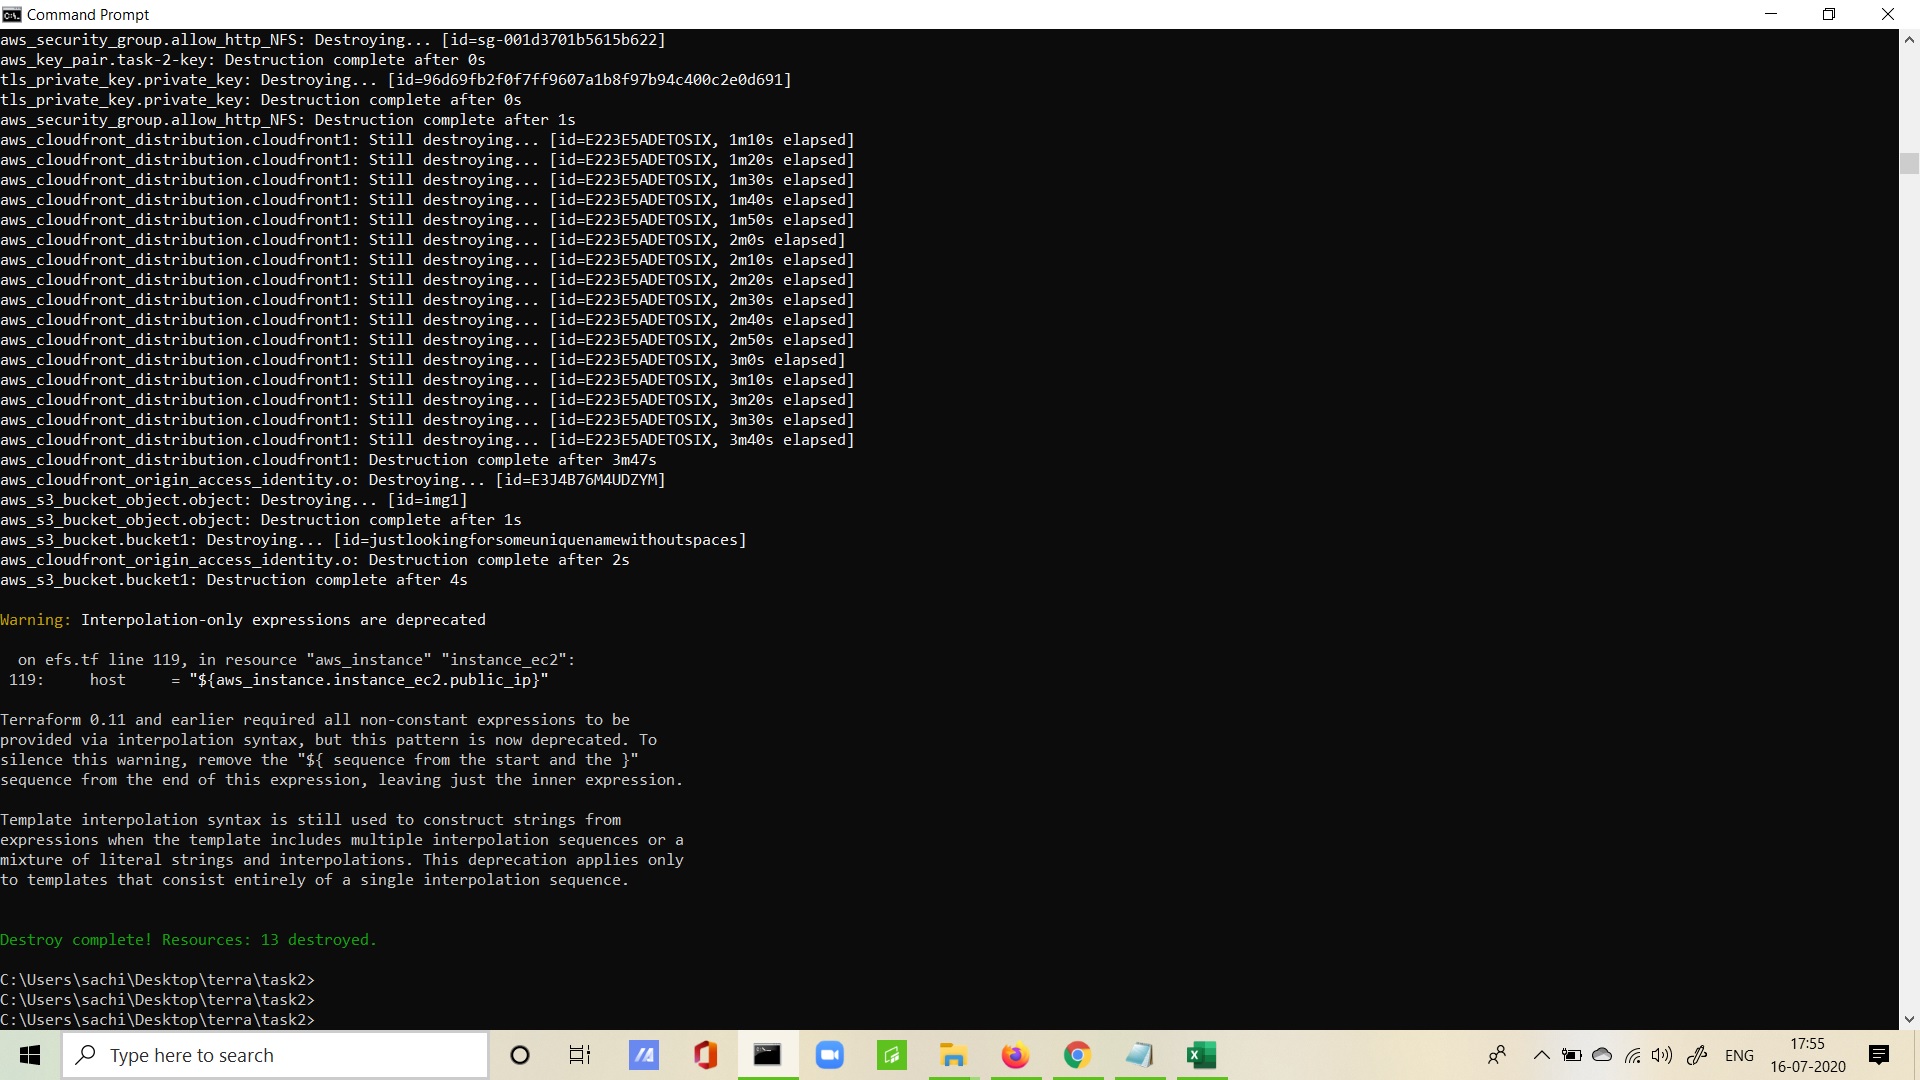 Command Prompt
aws_security_group.allow_http_NFS: Destroying... [id=sg-001d3701b5615b622]
aws_key_pair.task-2-key: Destruction complete after 0s
tls_private_key.private_key: Destroying... [id=96d69fb2f0f7ff9607a1b8f97b94c400c2e0d691]
tls_private_key.private_key: Destruction complete after 0s
aws_security_group.allow_http_NFS: Destruction complete after 1s
aws_cloudfront_distribution.cloudfront1: Still destroying... [id=E223E5ADETOSIX, 1m10s elapsed]
aws_cloudfront_distribution.cloudfront1: Still destroying... [id=E223E5ADETOSIX, 1m20s elapsed]
aws_cloudfront_distribution.cloudfront1: Still destroying... [id=E223E5ADETOSIX, 1m30s elapsed]
aws_cloudfront_distribution.cloudfront1: Still destroying... [id=E223E5ADETOSIX, 1m40s elapsed]
aws_cloudfront_distribution.cloudfront1: Still destroying... [id=E223E5ADETOSIX, 1m50s elapsed]
aws_cloudfront_distribution.cloudfront1: Still destroying... [id=E223E5ADETOSIX, 2m0s elapsed]
aws_cloudfront_distribution.cloudfront1: Still destroying... [id=E223E5ADETOSIX, 2m10s elapsed]
aws_cloudfront_distribution.cloudfront1: Still destroying... [id=E223E5ADETOSIX, 2m20s elapsed]
aws_cloudfront_distribution.cloudfront1: Still destroying... [id=E223E5ADETOSIX, 2m30s elapsed]
aws_cloudfront_distribution.cloudfront1: Still destroying... [id=E223E5ADETOSIX, 2m40s elapsed]
aws_cloudfront_distribution.cloudfront1: Still destroying... [id=E223E5ADETOSIX, 2m50s elapsed]
aws_cloudfront_distribution.cloudfront1: Still destroying... [id=E223E5ADETOSIX, 3m0s elapsed]
aws_cloudfront_distribution.cloudfront1: Still destroying... [id=E223E5ADETOSIX, 3m10s elapsed]
aws_cloudfront_distribution.cloudfront1: Still destroying... [id=E223E5ADETOSIX, 3m20s elapsed]
aws_cloudfront_distribution.cloudfront1: Still destroying... [id=E223E5ADETOSIX, 3m30s elapsed]
aws_cloudfront_distribution.cloudfront1: Still destroying... [id=E223E5ADETOSIX, 3m40s elapsed]
aws_cloudfront_distribution.cloudfront1: Destruction complete after 3m47s
aws_cloudfront_origin_access_identity.o: Destroying... [id=E3J4B76M4UDZYM]
aws_s3_bucket_object.object: Destroying... [id=img1]
aws_s3_bucket_object.object: Destruction complete after 1s
aws_s3_bucket.bucket1: Destroying... [id=justlookingforsomeuniquenamewithoutspaces]
aws_cloudfront_origin_access_identity.o: Destruction complete after 2s
aws_s3_bucket.bucket1: Destruction complete after 4s
Warning: Interpolation-only expressions are deprecated
on efs.tf line 119, in resource "aws_instance" "instance_ec2":
119: host = "${aws_instance.instance_ec2.public_ip}"
Terraform 0.11 and earlier required all non-constant expressions to be
provided via interpolation syntax, but this pattern is now deprecated. To
silence this warning, remove the "${ sequence from the start and the }"
sequence from the end of this expression, leaving just the inner expression.
Template interpolation syntax is still used to construct strings from
expressions when the template includes multiple interpolation sequences or a
mixture of literal strings and interpolations. This deprecation applies only
to templates that consist entirely of a single interpolation sequence.
Destroy complete! Resources: 13 destroyed.
C:\Users\sachi\Desktop\terra\task2>
C:\Users\sachi\Desktop\terra\task2>
C:\Users\sachi\Desktop\terra\task2>
Type here to search
ENG
17:55
16-07-2020